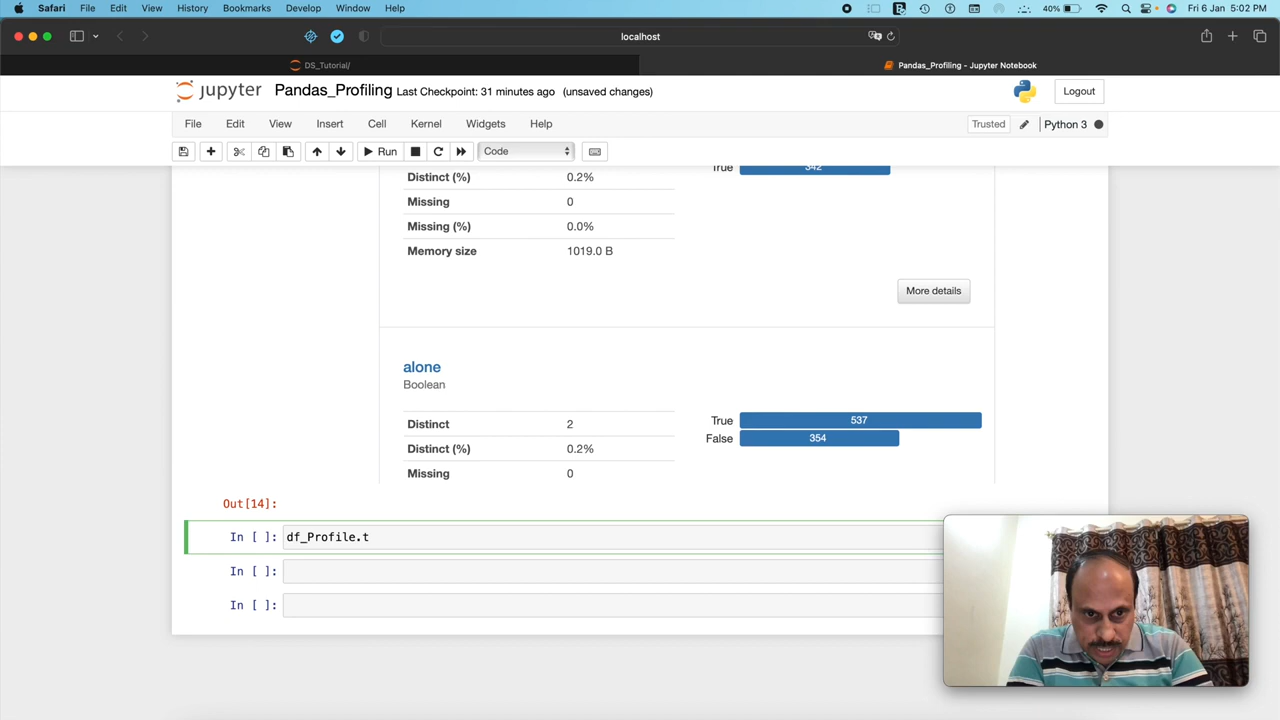 Safari File Edit View History Bookmarks Develop Window Help 40% Fri 6 Jan 5:02 PM
localhost
DS_Tutorial/ Pandas_Profiling - Jupyter Notebook
jupyter Pandas_Profiling Last Checkpoint: 31 minutes ago (unsaved changes) Logout
File Edit View Insert Cell Kernel Widgets Help Trusted Python 3
Run Code
True 342
Distinct (%) 0.2%
Missing 0
Missing (%) 0.0%
Memory size 1019.0 B
More details
alone
Boolean
Distinct 2 True 537
False 354
Distinct (%) 0.2%
Missing 0
Out[14]:
In [ ]: df_Profile.t
In [ ]:
In [ ]: